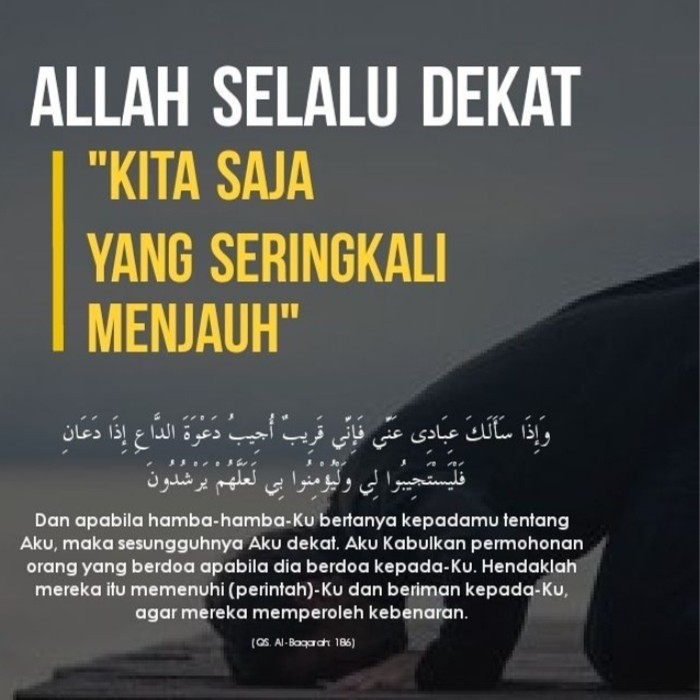 ALLAH SELALU DEKAT
"KITA SAJA
YANG SERINGKALI
MENJAUH"
وَإِذَا سَأَلَكَ عِبَادِى عَنِّي فَإِنِّي قَرِيبٌ أُجِيبُ دَعْوَةَ الدَّاعِ إِذَا دَعَانِ
فَلْيَسْتَجِيبُوا لِي وَلْيُؤْمِنُوا بِي لَعَلَّهُمْ يَرْشُدُونَ
Dan apabila hamba-hamba-Ku bertanya kepadamu tentang
Aku, maka sesungguhnya Aku dekat. Aku Kabulkan permohonan
orang yang berdoa apabila dia berdoa kepada-Ku. Hendaklah
mereka itu memenuhi (perintah)-Ku dan beriman kepada-Ku,
agar mereka memperoleh kebenaran.
(QS. Al-Baqarah: 186)